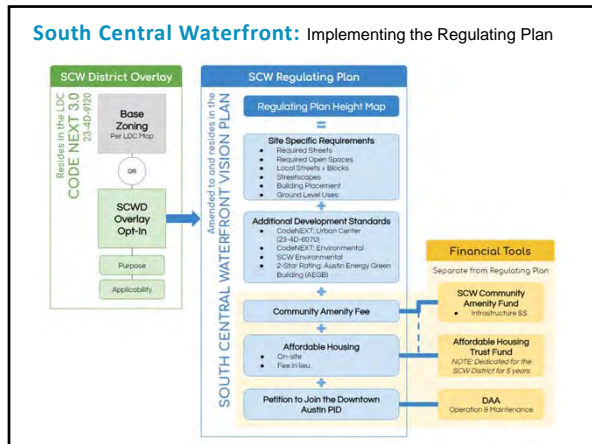 South Central Waterfront: Implementing the Regulating Plan
SCW District Overlay
Resides in the LDC
CODE NEXT 3.0
23-4D-9120
Base
Zoning
Per LDC Map
OR
SCWD
Overlay
Opt-In
Purpose
Applicability
SCW Regulating Plan
Amended to and resides in the
SOUTH CENTRAL WATERFRONT VISION PLAN
Regulating Plan Height Map
=
Site Specific Requirements
• Required Streets
• Required Open Spaces
• Local Streets + Blocks
• Streetscapes
• Building Placement
• Ground Level Uses
+
Additional Development Standards
• CodeNEXT: Urban Center
(23-4D-6070)
• CodeNEXT: Environmental
• SCW Environmental
• 2-Star Rating: Austin Energy Green
Building (AEGB)
+
Community Amenity Fee
+
Affordable Housing
• On-site
• Fee in lieu
+
Petition to Join the Downtown
Austin PID
Financial Tools
Separate from Regulating Plan
SCW Community
Amenity Fund
• Infrastructure $$
Affordable Housing
Trust Fund
NOTE: Dedicated for the
SCW District for 5 years
DAA
Operation & Maintenance